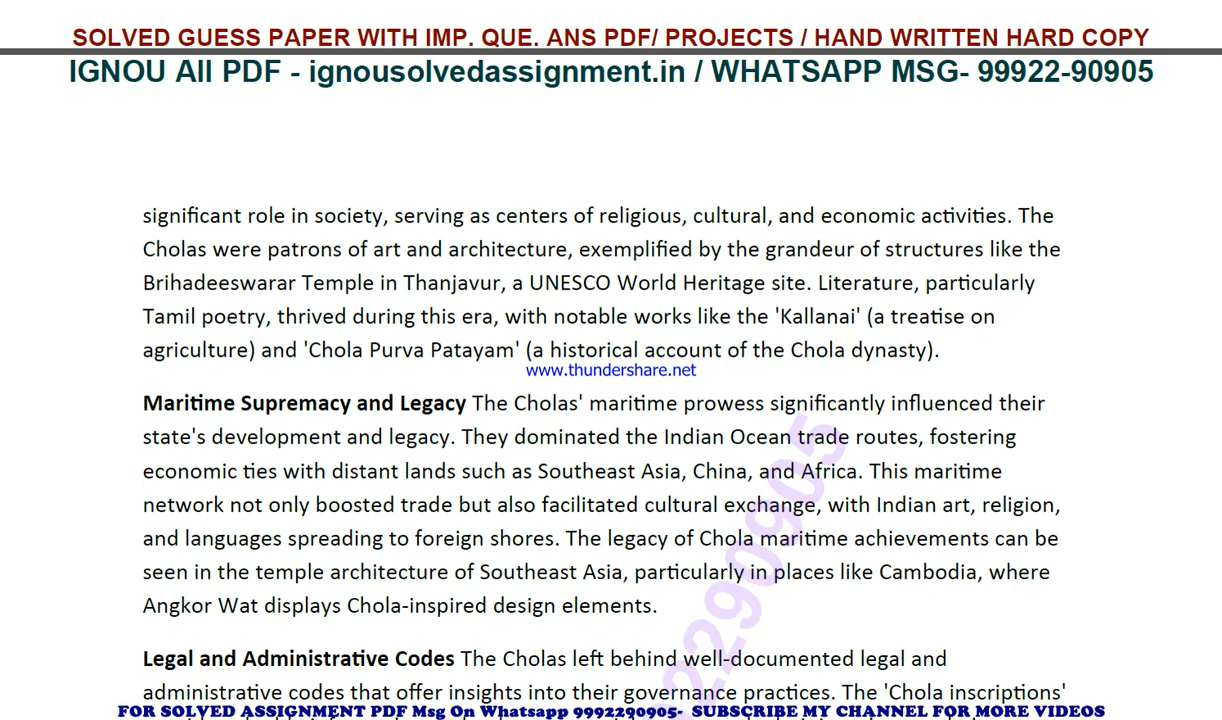 SOLVED GUESS PAPER WITH IMP. QUE. ANS PDF/ PROJECTS / HAND WRITTEN HARD COPY
IGNOU All PDF - ignousolvedassignment.in / WHATSAPP MSG- 99922-90905
significant role in society, serving as centers of religious, cultural, and economic activities. The
Cholas were patrons of art and architecture, exemplified by the grandeur of structures like the
Brihadeeswarar Temple in Thanjavur, a UNESCO World Heritage site. Literature, particularly
Tamil poetry, thrived during this era, with notable works like the 'Kallanai' (a treatise on
agriculture) and 'Chola Purva Patayam' (a historical account of the Chola dynasty).
www.thundershare.net
Maritime Supremacy and Legacy The Cholas' maritime prowess significantly influenced their
state's development and legacy. They dominated the Indian Ocean trade routes, fostering
economic ties with distant lands such as Southeast Asia, China, and Africa. This maritime
network not only boosted trade but also facilitated cultural exchange, with Indian art, religion,
and languages spreading to foreign shores. The legacy of Chola maritime achievements can be
seen in the temple architecture of Southeast Asia, particularly in places like Cambodia, where
Angkor Wat displays Chola-inspired design elements.
Legal and Administrative Codes The Cholas left behind well-documented legal and
administrative codes that offer insights into their governance practices. The 'Chola inscriptions'
FOR SOLVED ASSIGNMENT PDF Msg On Whatsapp 9992290905- SUBSCRIBE MY CHANNEL FOR MORE VIDEOS